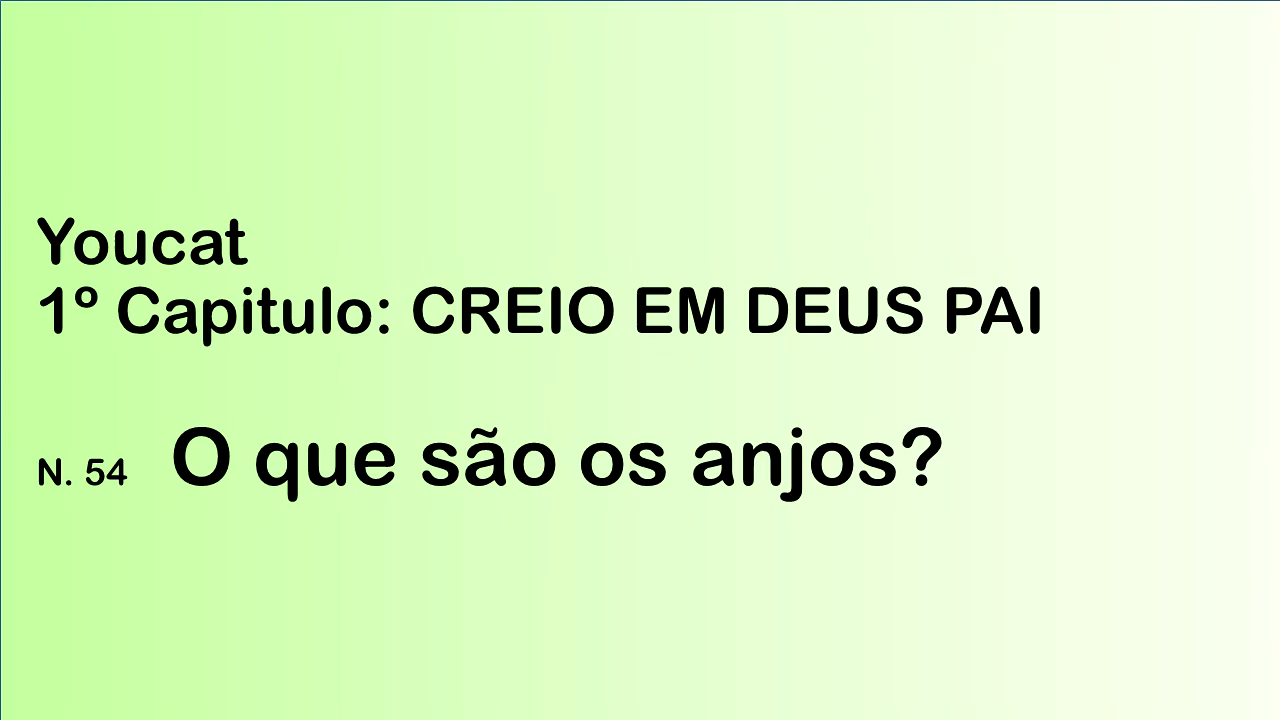 Youcat
1º Capitulo: CREIO EM DEUS PAI
N. 54 O que são os anjos?